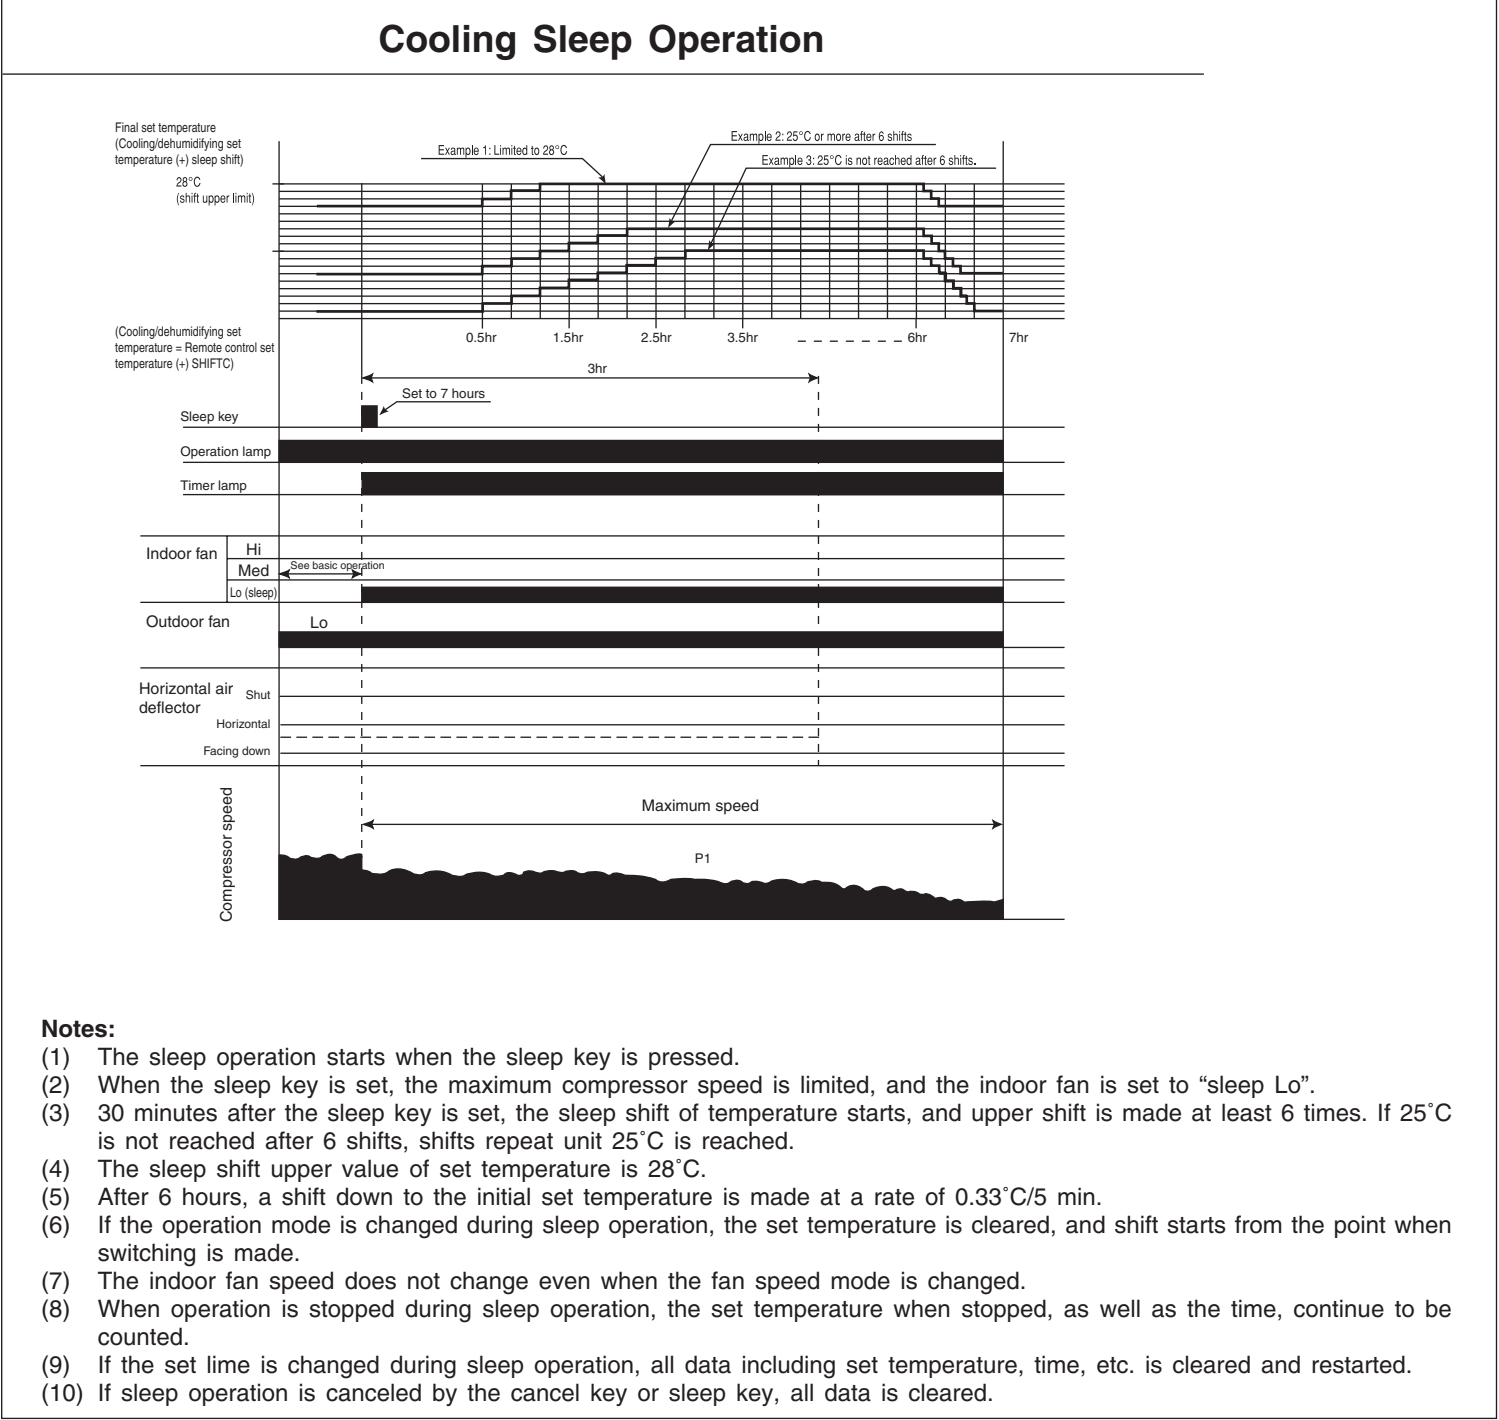 Cooling Sleep Operation
Final set temperature
(Cooling/dehumidifying set
temperature (+) sleep shift)
28°C
(shift upper limit)
Example 1: Limited to 28°C
Example 2: 25°C or more after 6 shifts
Example 3: 25°C is not reached after 6 shifts.
(Cooling/dehumidifying set
temperature = Remote control set
temperature (+) SHIFTC)
0.5hr 1.5hr 2.5hr 3.5hr 6hr 7hr
3hr
Set to 7 hours
Sleep key
Operation lamp
Timer lamp
Indoor fan
Hi
Med
See basic operation
Lo (sleep)
Outdoor fan
Lo
Horizontal air
deflector
Shut
Horizontal
Facing down
Compressor speed
Maximum speed
P1
Notes:
(1) The sleep operation starts when the sleep key is pressed.
(2) When the sleep key is set, the maximum compressor speed is limited, and the indoor fan is set to “sleep Lo”.
(3) 30 minutes after the sleep key is set, the sleep shift of temperature starts, and upper shift is made at least 6 times. If 25˚C
is not reached after 6 shifts, shifts repeat unit 25˚C is reached.
(4) The sleep shift upper value of set temperature is 28˚C.
(5) After 6 hours, a shift down to the initial set temperature is made at a rate of 0.33˚C/5 min.
(6) If the operation mode is changed during sleep operation, the set temperature is cleared, and shift starts from the point when
switching is made.
(7) The indoor fan speed does not change even when the fan speed mode is changed.
(8) When operation is stopped during sleep operation, the set temperature when stopped, as well as the time, continue to be
counted.
(9) If the set lime is changed during sleep operation, all data including set temperature, time, etc. is cleared and restarted.
(10) If sleep operation is canceled by the cancel key or sleep key, all data is cleared.